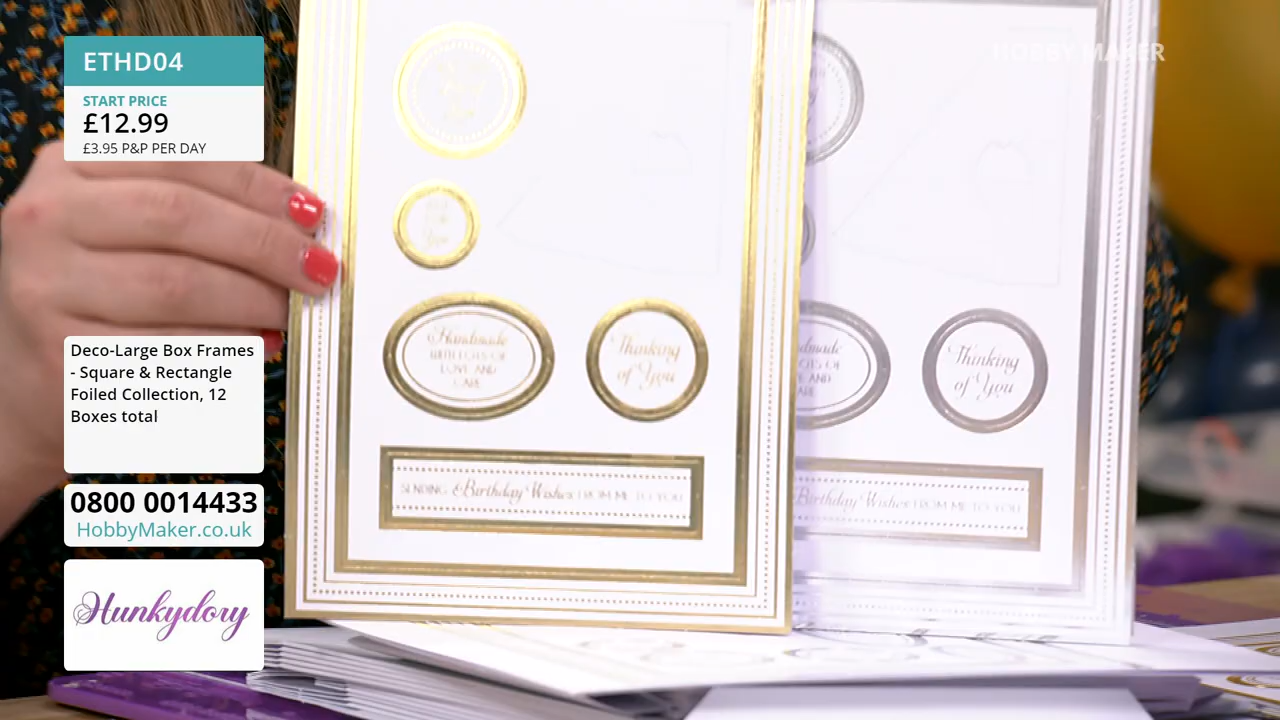 ETHD04
START PRICE
£12.99
£3.95 P&P PER DAY
Deco-Large Box Frames
- Square & Rectangle
Foiled Collection, 12
Boxes total
0800 0014433
HobbyMaker.co.uk
Hunkydory
HOBBY MAKER
Handmade
WITH LOTS OF
LOVE AND
CARE
Thinking
of You
SENDING Birthday Wishes FROM ME TO YOU
Thinking
of You
Birthday Wishes FROM ME TO YOU